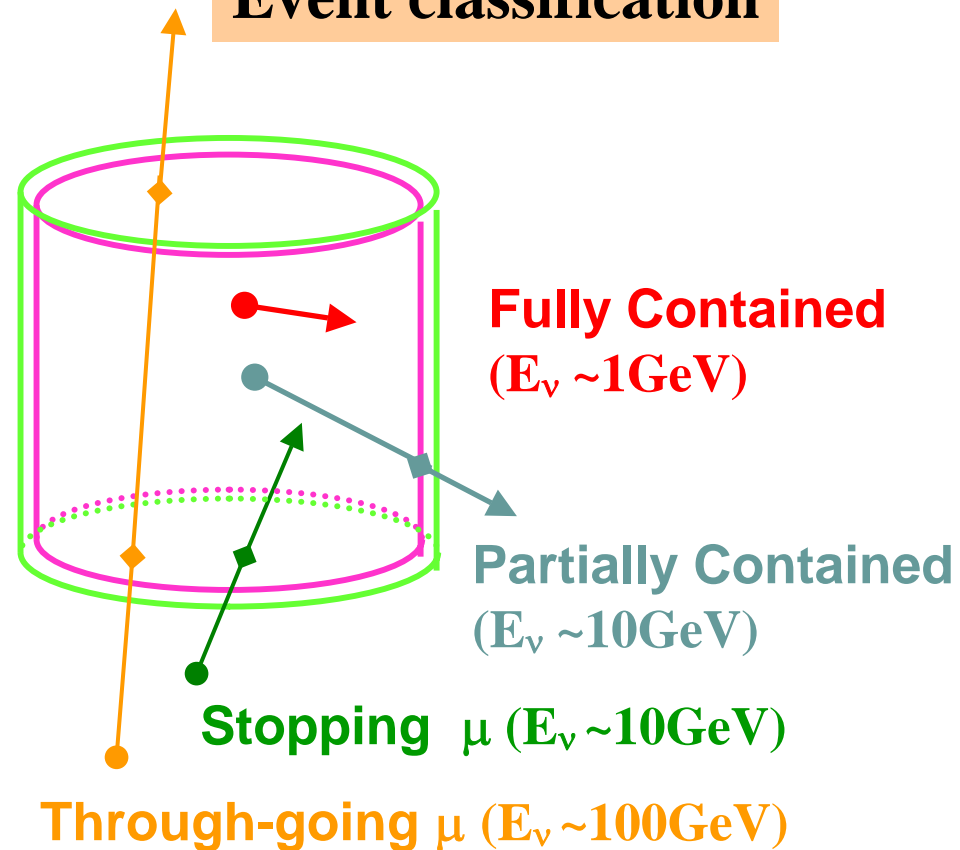 Event classification
Fully Contained
(Eν ~1GeV)
Partially Contained
(Eν ~10GeV)
Stopping μ (Eν ~10GeV)
Through-going μ (Eν ~100GeV)